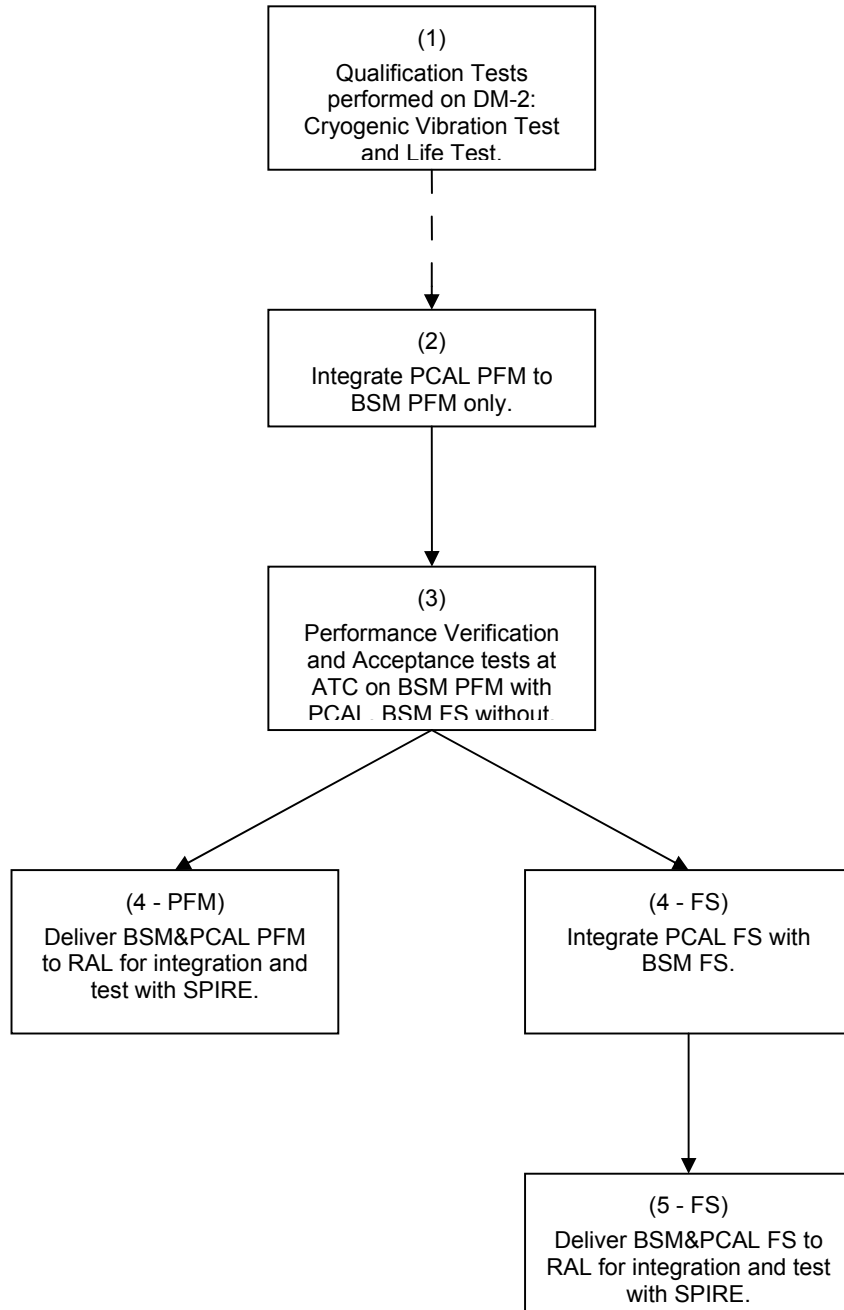 (1)
Qualification Tests
performed on DM-2:
Cryogenic Vibration Test
and Life Test.
(2)
Integrate PCAL PFM to
BSM PFM only.
(3)
Performance Verification
and Acceptance tests at
ATC on BSM PFM with
PCAL, BSM FS without.
(4 - PFM)
Deliver BSM&PCAL PFM
to RAL for integration and
test with SPIRE.
(4 - FS)
Integrate PCAL FS with
BSM FS.
(5 - FS)
Deliver BSM&PCAL FS to
RAL for integration and test
with SPIRE.